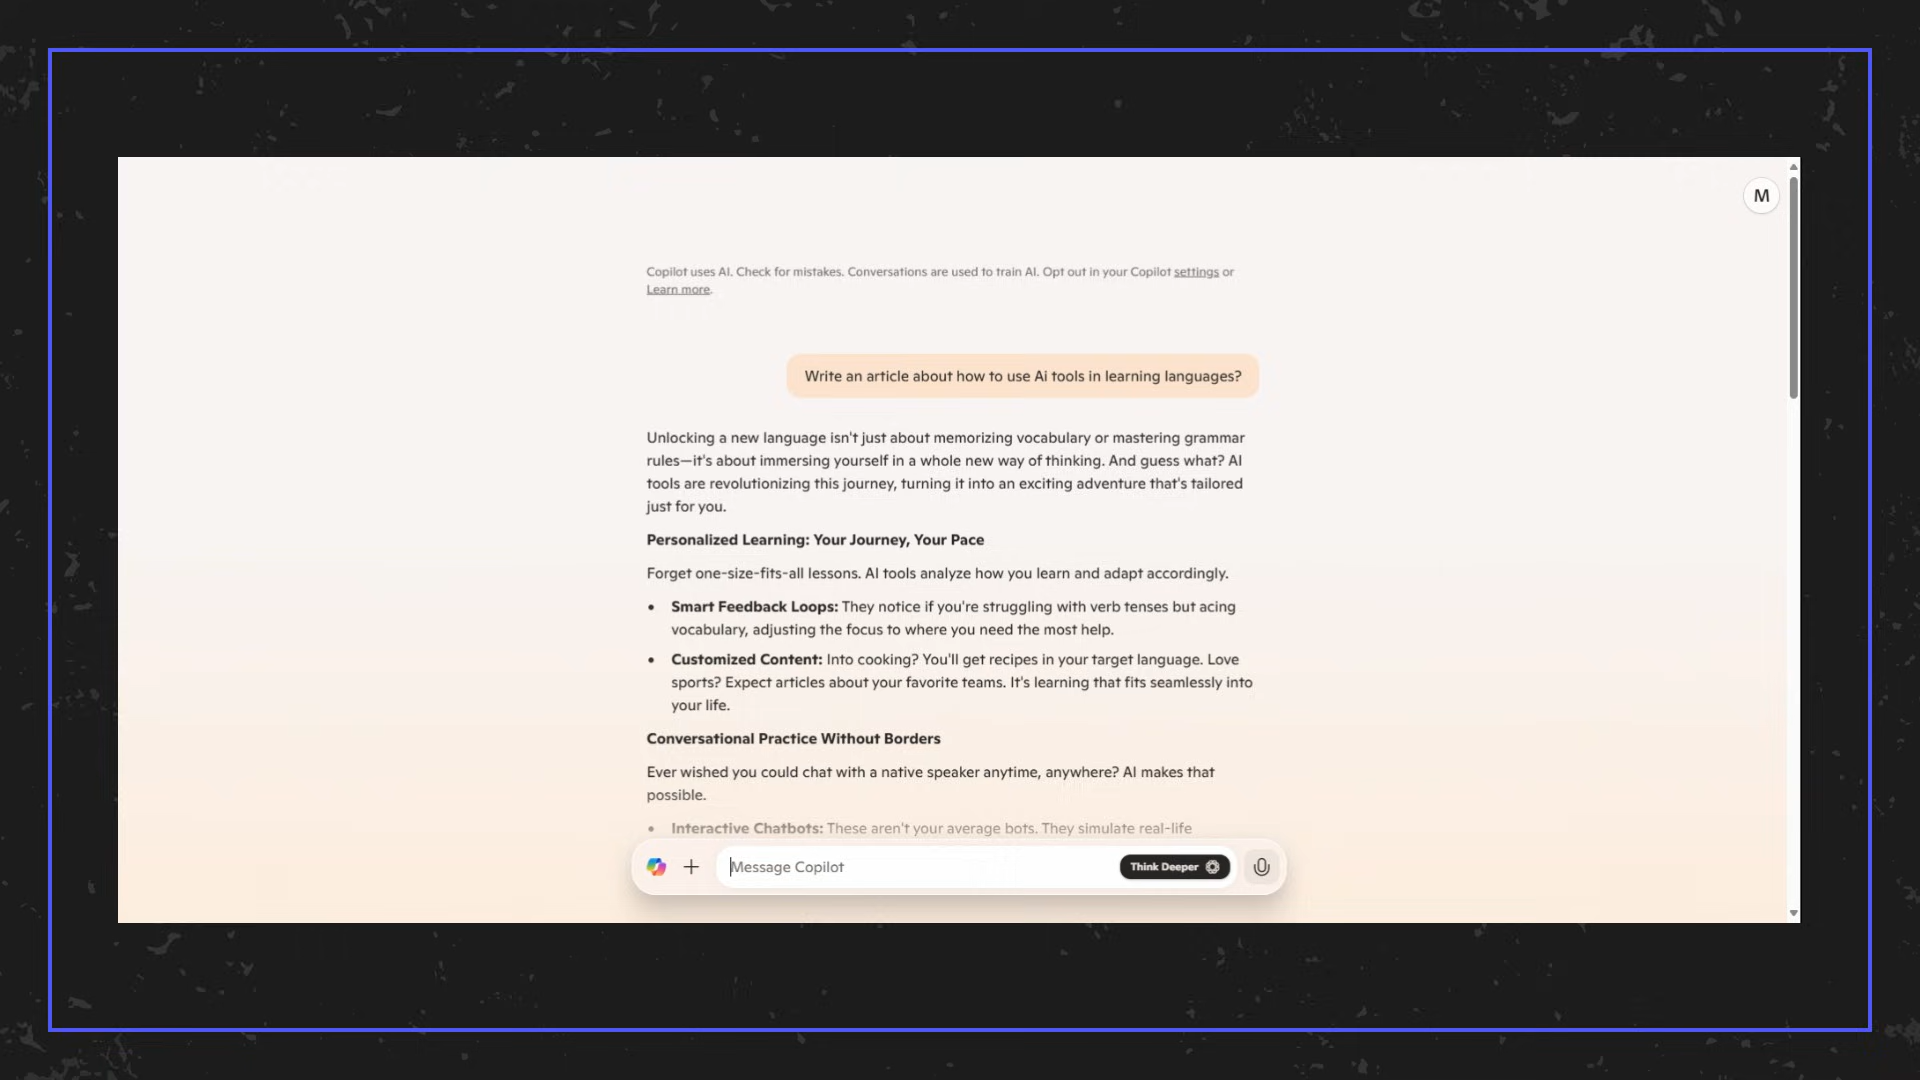 M
Copilot uses AI. Check for mistakes. Conversations are used to train AI. Opt out in your Copilot settings or
Learn more.
Write an article about how to use Ai tools in learning languages?
Unlocking a new language isn't just about memorizing vocabulary or mastering grammar
rules—it's about immersing yourself in a whole new way of thinking. And guess what? AI
tools are revolutionizing this journey, turning it into an exciting adventure that's tailored
just for you.
Personalized Learning: Your Journey, Your Pace
Forget one-size-fits-all lessons. AI tools analyze how you learn and adapt accordingly.
• Smart Feedback Loops: They notice if you're struggling with verb tenses but acing
vocabulary, adjusting the focus to where you need the most help.
• Customized Content: Into cooking? You'll get recipes in your target language. Love
sports? Expect articles about your favorite teams. It's learning that fits seamlessly into
your life.
Conversational Practice Without Borders
Ever wished you could chat with a native speaker anytime, anywhere? AI makes that
possible.
• Interactive Chatbots: These aren't your average bots. They simulate real-life
Message Copilot
Think Deeper